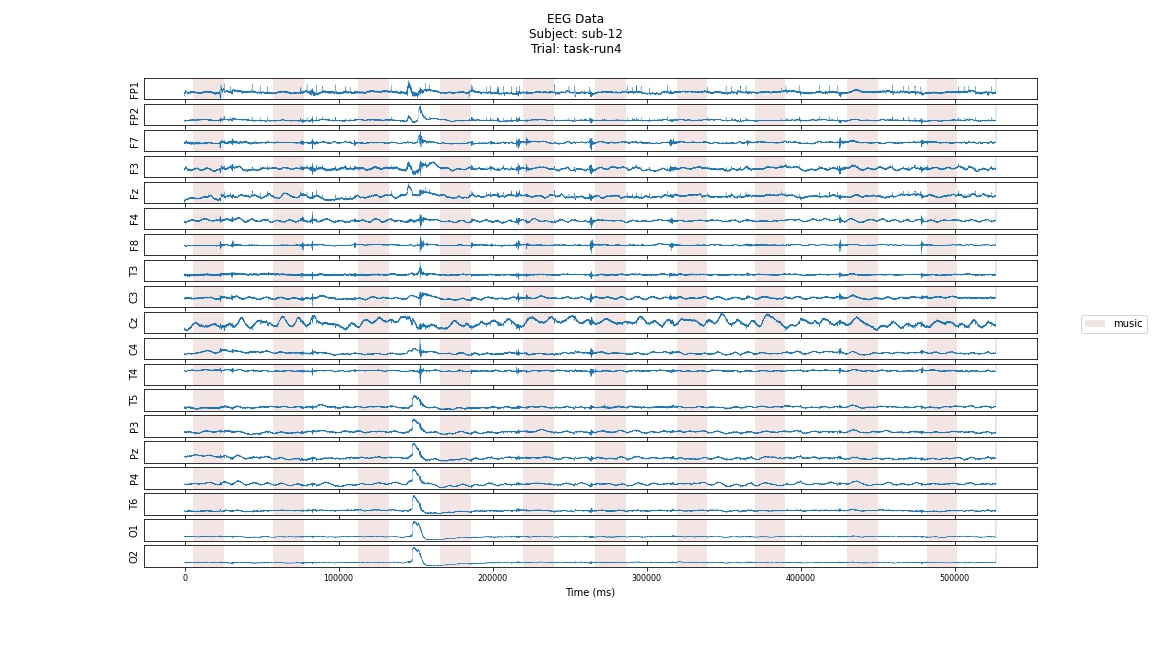 EEG Data
Subject: sub-12
Trial: task-run4
FP1
FP2
F7
F3
Fz
F4
F8
T3
C3
Cz
C4
T4
T5
P3
Pz
P4
T6
O1
O2
music
0 100000 200000 300000 400000 500000
Time (ms)